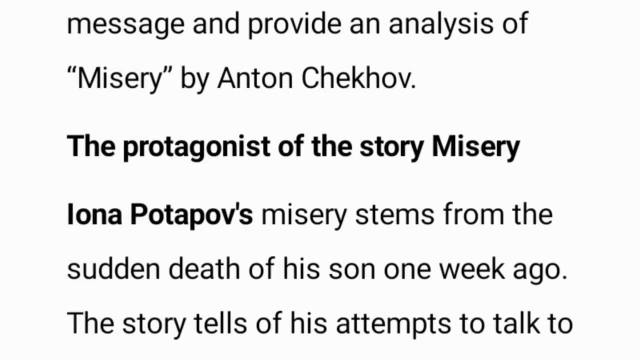 message and provide an analysis of
“Misery” by Anton Chekhov.
The protagonist of the story Misery
Iona Potapov's misery stems from the
sudden death of his son one week ago.
The story tells of his attempts to talk to